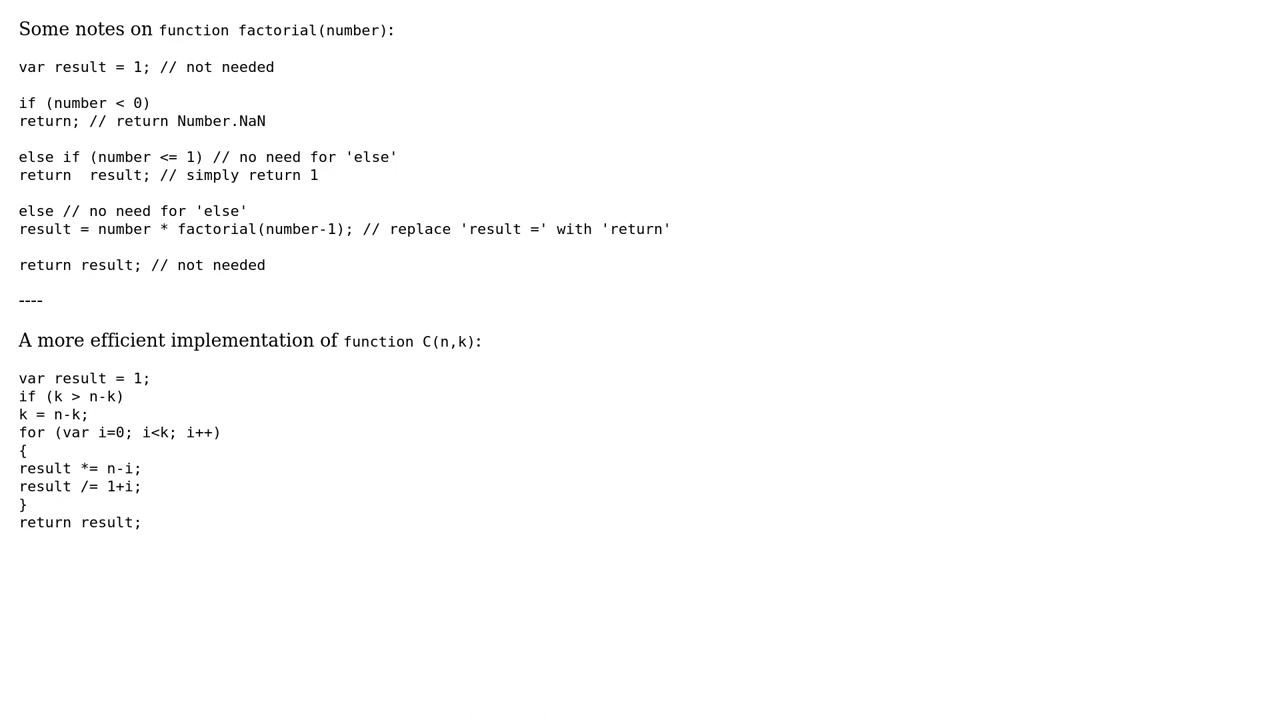 Some notes on function factorial(number):
var result = 1; // not needed
if (number < 0)
return; // return Number.NaN
else if (number <= 1) // no need for 'else'
return  result; // simply return 1
else // no need for 'else'
result = number * factorial(number-1); // replace 'result =' with 'return'
return result; // not needed
----
A more efficient implementation of function C(n,k):
var result = 1;
if (k > n-k)
k = n-k;
for (var i=0; i<k; i++)
{
result *= n-i;
result /= 1+i;
}
return result;